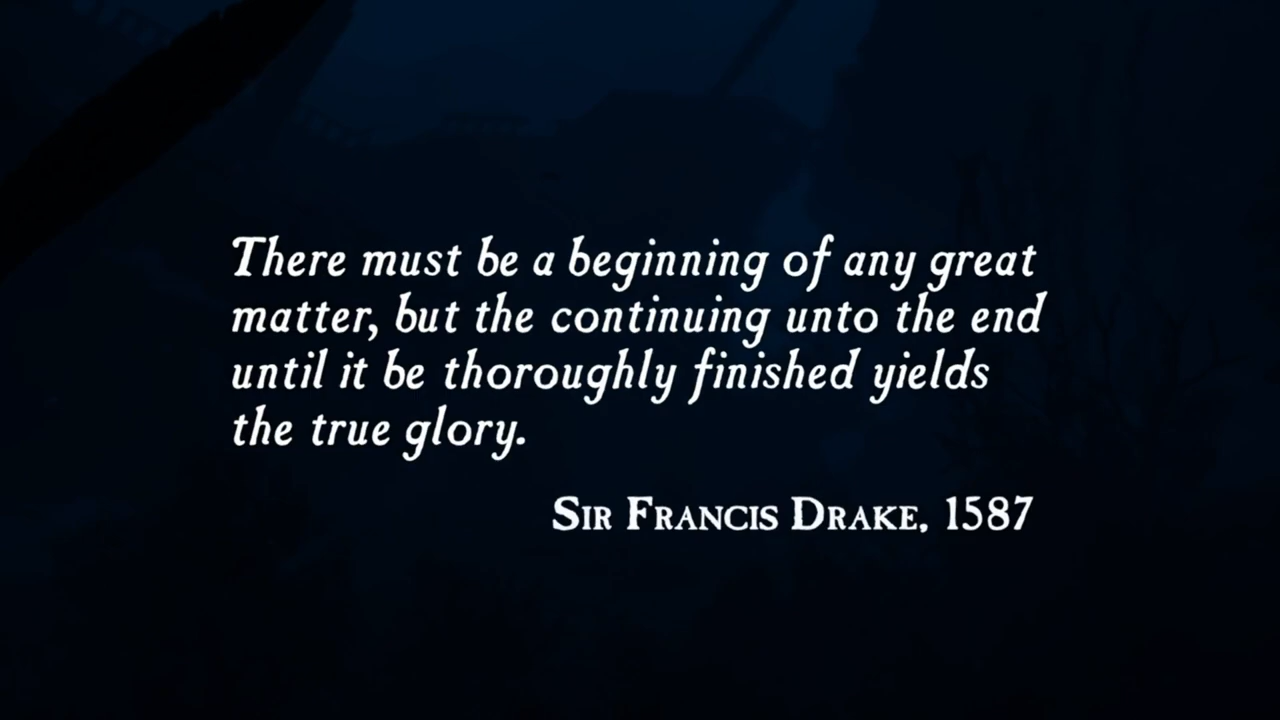 There must be a beginning of any great
matter, but the continuing unto the end
until it be thoroughly finished yields
the true glory.
Sir Francis Drake, 1587